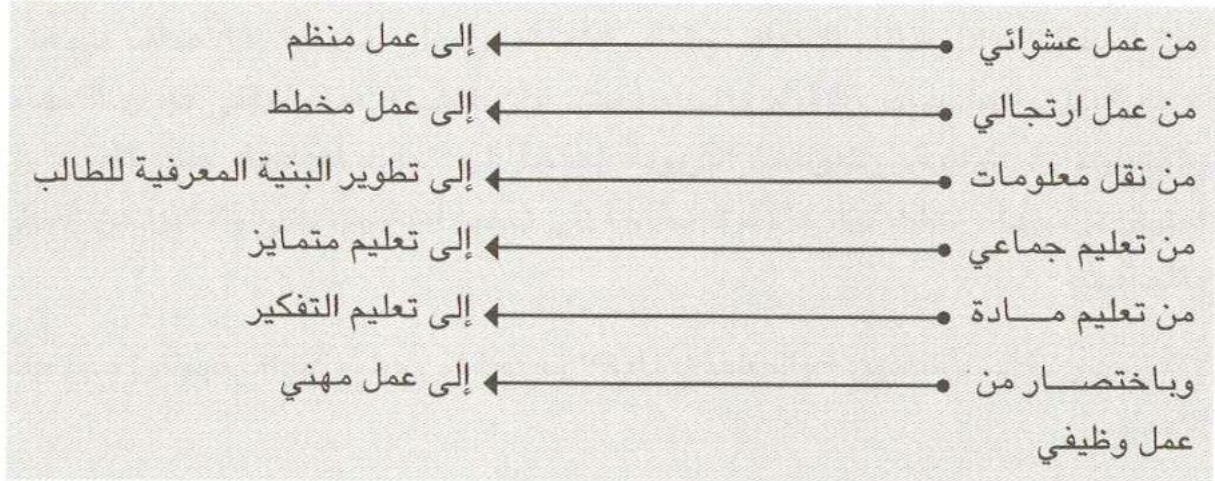 من عمل عشوائي إلى عمل منظم
من عمل ارتجالي إلى عمل مخطط
من نقل معلومات إلى تطوير البنية المعرفية للطالب
من تعليم جماعي إلى تعليم متمايز
من تعليم مـــادة إلى تعليم التفكير
وباختصـــار من إلى عمل مهني
عمل وظيفي